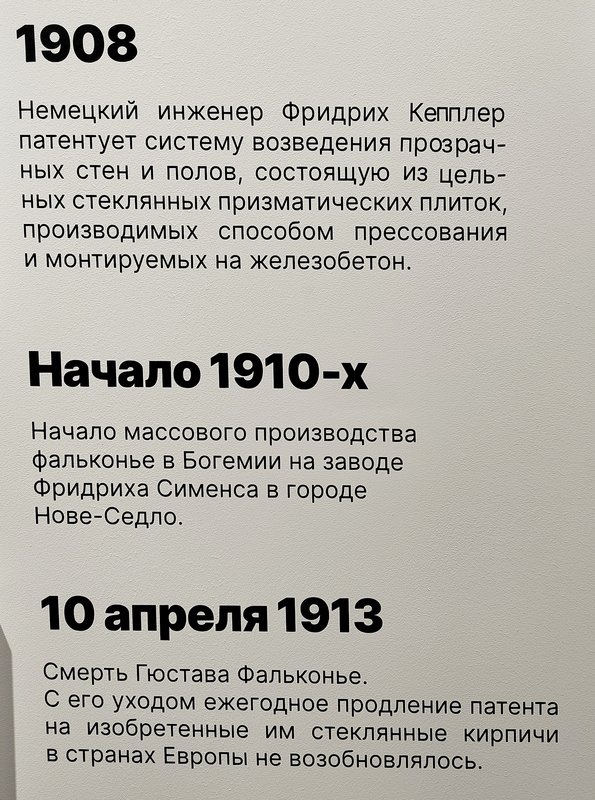 1908
Немецкий инженер Фридрих Кепплер
патентует систему возведения прозрач-
ных стен и полов, состоящую из цель-
ных стеклянных призматических плиток,
производимых способом прессования
и монтируемых на железобетон.
Начало 1910-х
Начало массового производства
фальконье в Богемии на заводе
Фридриха Сименса в городе
Нове-Седло.
10 апреля 1913
Смерть Гюстава Фальконье.
С его уходом ежегодное продление патента
на изобретенные им стеклянные кирпичи
в странах Европы не возобновлялось.